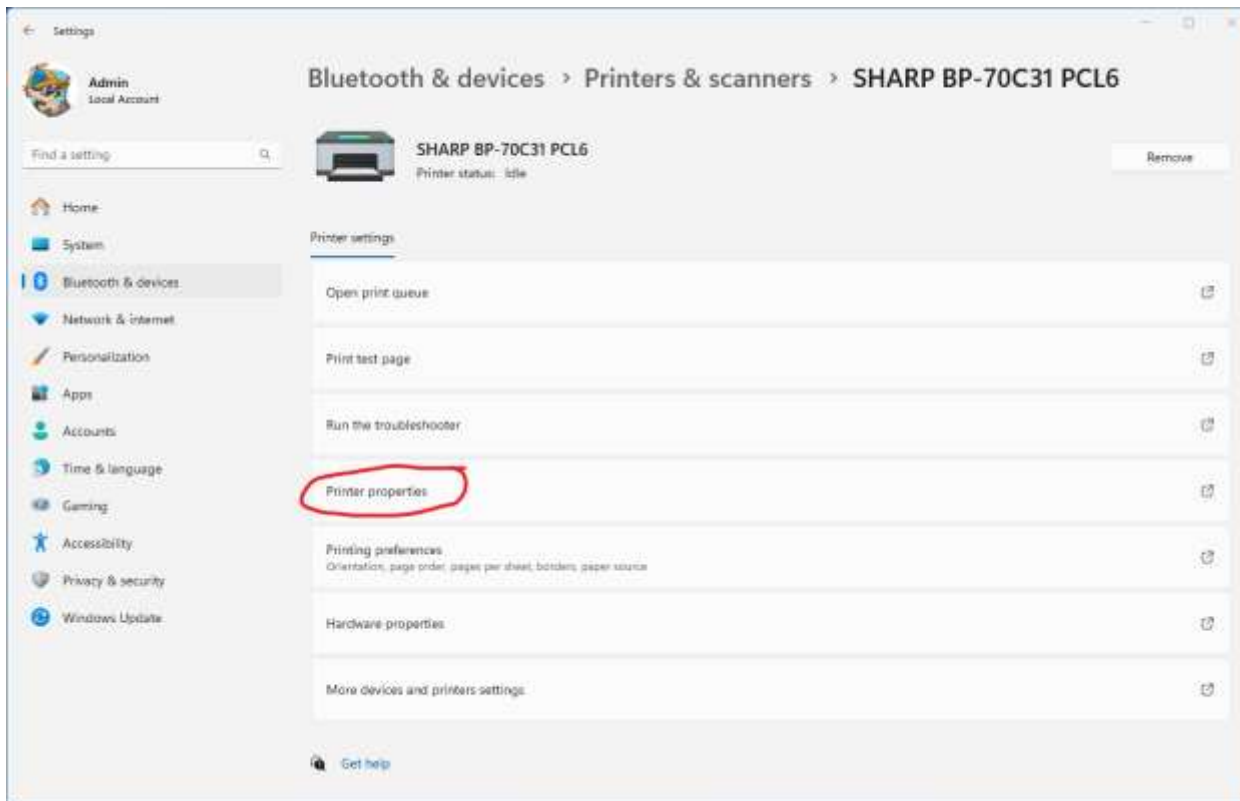 Settings
Admin
Local Account
Find a setting
Home
System
Bluetooth & devices
Network & internet
Personalization
Apps
Accounts
Time & language
Gaming
Accessibility
Privacy & security
Windows Update
Bluetooth & devices > Printers & scanners > SHARP BP-70C31 PCL6
SHARP BP-70C31 PCL6
Printer status: Idle
Remove
Printer settings
Open print queue
Print test page
Run the troubleshooter
Printer properties
Printing preferences
Orientation, page order, pages per sheet, borders, paper source
Hardware properties
More devices and printers settings
Get help